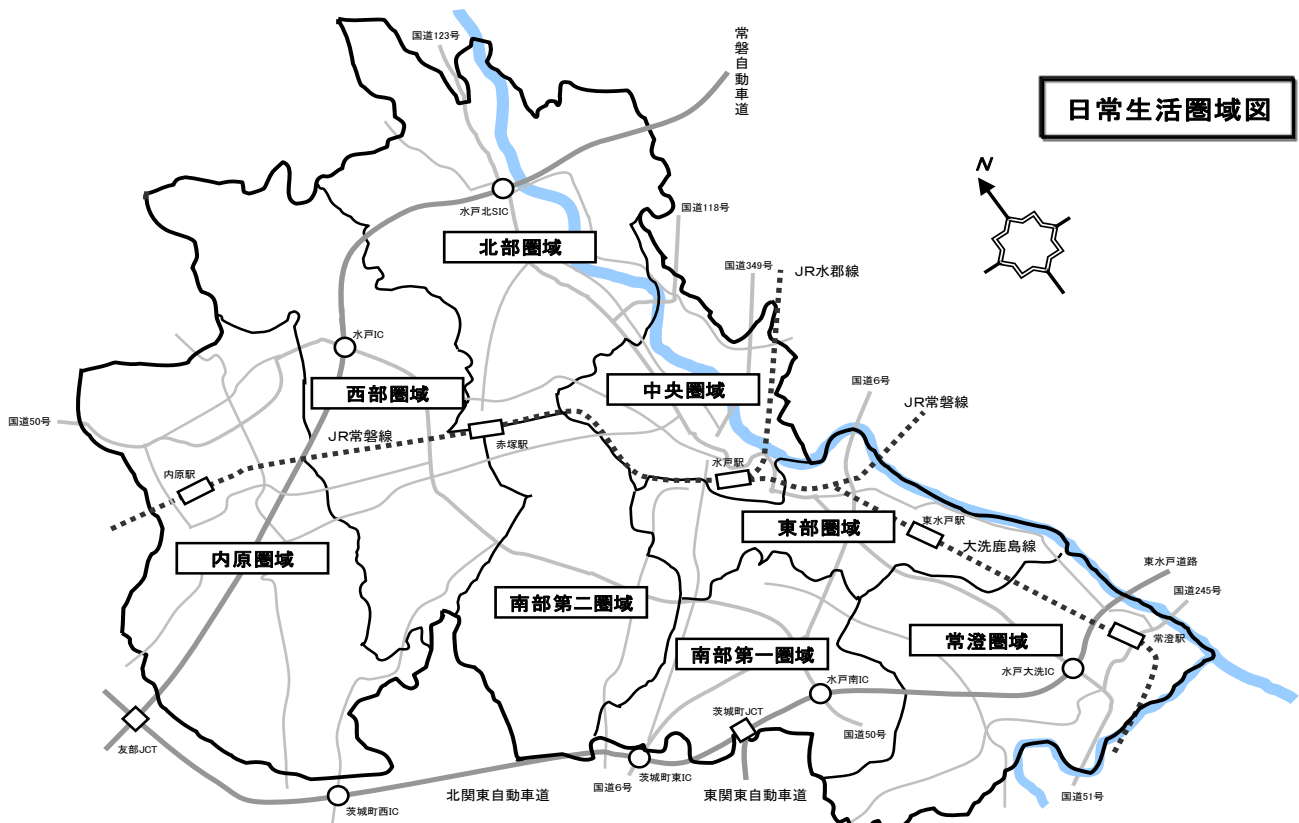 国道123号
常磐自動車道
日常生活圏域図
N
水戸北SIC
国道118号
北部圏域
国道349号
JR水郡線
水戸IC
西部圏域
中央圏域
国道6号
JR常磐線
国道50号
JR常磐線
赤塚駅
内原駅
水戸駅
東部圏域
東水戸駅
大洗鹿島線
内原圏域
東水戸道路
国道245号
南部第二圏域
常澄圏域
常澄駅
南部第一圏域
水戸大洗IC
水戸南IC
茨城町JCT
国道50号
友部JCT
茨城町東IC
国道6号
北関東自動車道
東関東自動車道
国道51号
茨城町西IC